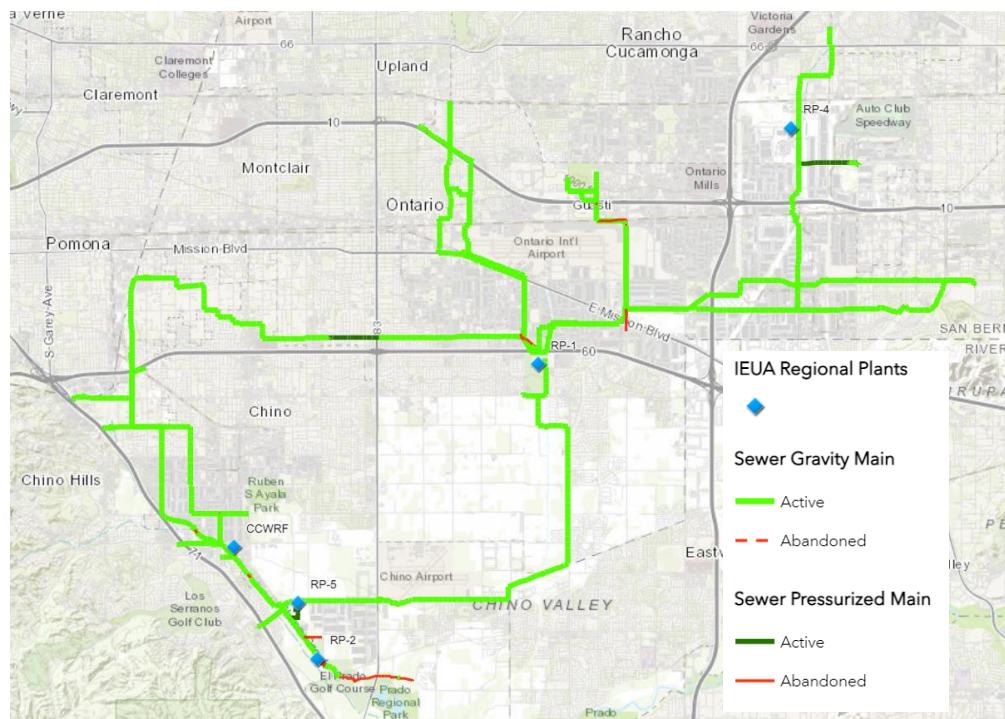 a Verne
Airport
Victoria
Gardens
Rancho
Cucamonga
66
66
Claremont
Colleges
Upland
Claremont
RP-4
Auto Club
Speedway
10
Montclair
Ontario
Mills
Guasti
Ontario
10
Pomona
Mission-Blvd
Ontario Int'l
Airport
S-Garey-Ave
E-Mission-Blvd
83
SAN BERN
RIVER
RP-1
60
IEUA Regional Plants
RUPA
Chino
Sewer Gravity Main
Chino Hills
Ruben
S Ayala
Park
Active
CCWRF
Abandoned
71
Eastv
lley
Chino Airport
RP-5
Los
Serranos
Golf Club
CHINO VALLEY
Sewer Pressurized Main
RP-2
Active
El Prado
Golf Course
Prado
Regional
Park
Abandoned
Prado